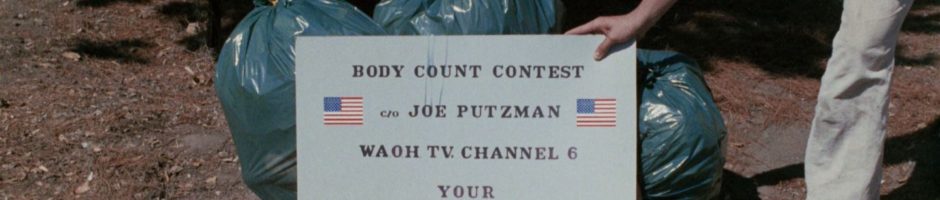 BODY COUNT CONTEST
c/o JOE PUTZMAN
WAOH TV. CHANNEL 6
YOUR